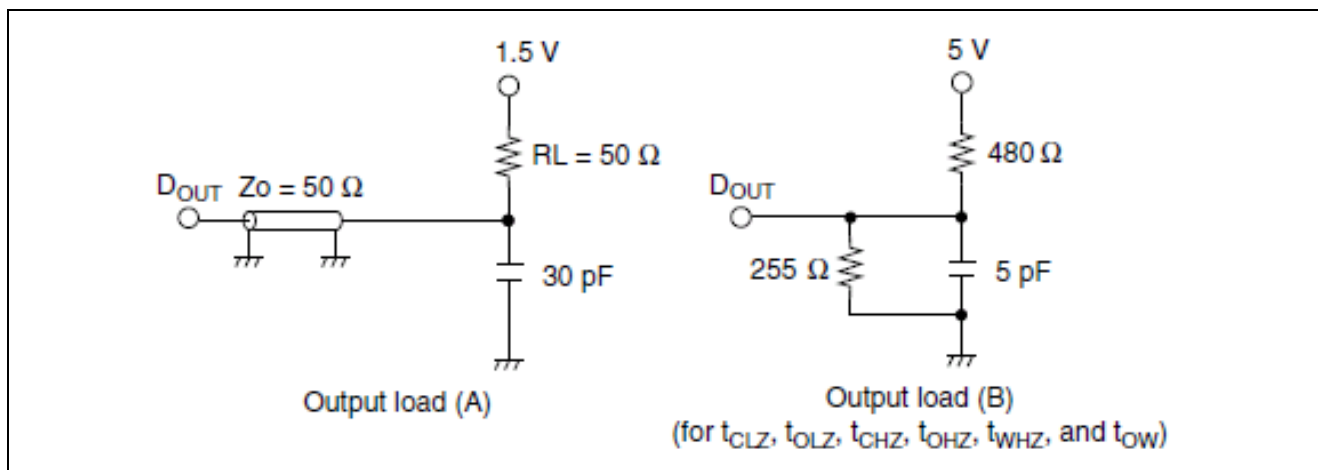 1.5 V
RL = 50 Ω
DOUT Zo = 50 Ω
30 pF
Output load (A)
5 V
480 Ω
DOUT
255 Ω
5 pF
Output load (B)
(for tCLZ, tOLZ, tCHZ, tOHZ, tWHZ, and tOW)